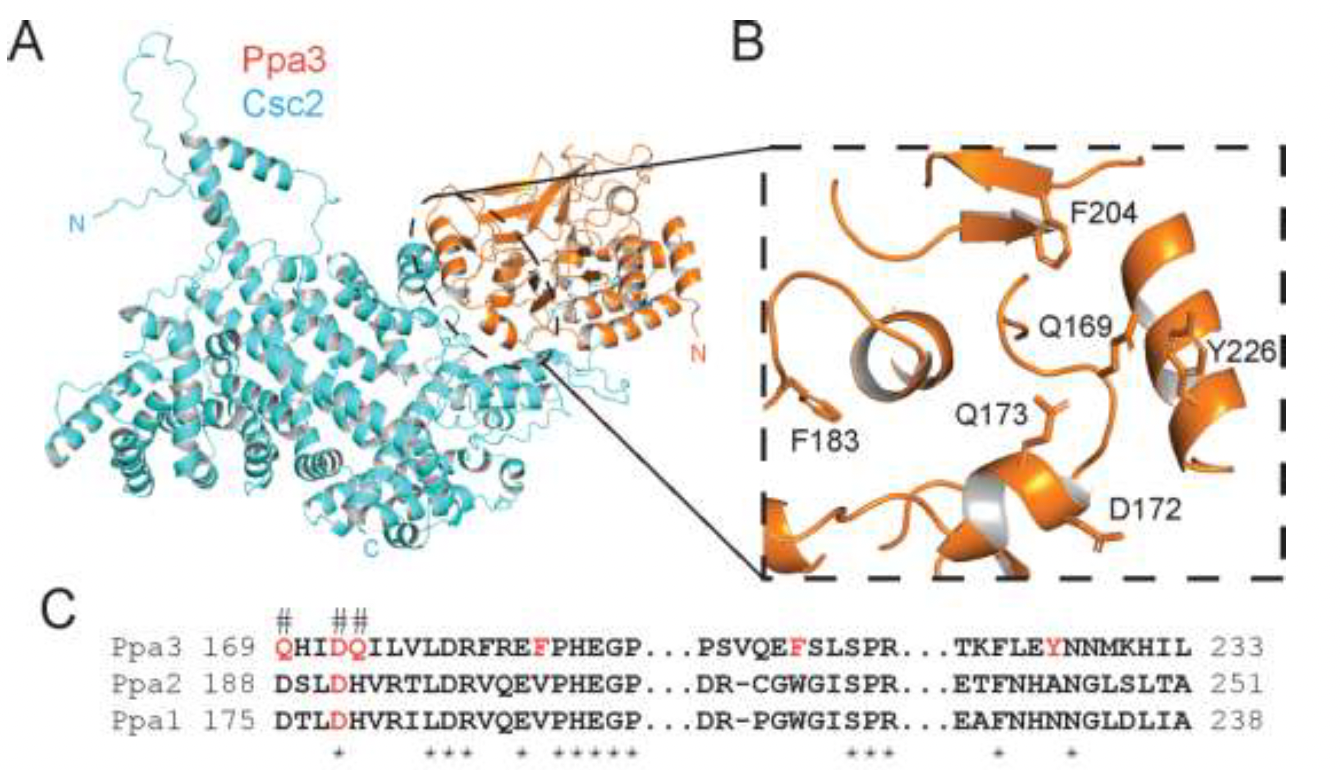 A
B
Ppa3
Csc2
N
N
C
F204
Q169
Y226
Q173
F183
D172
C
# ##
Ppa3 169 QHIDQILVLDRFREFPHEGP...PSVQEFSLSPR...TKFLEYNNMKHIL 233
Ppa2 188 DSLDHVRTLDRVQEVPHEGP...DR-CGWGISPR...ETFNHANGLSLTA 251
Ppa1 175 DTLDHVRILDRVQEVPHEGP...DR-PGWGISPR...EAFNHNNGLDLIA 238
* *** * ***** *** * *